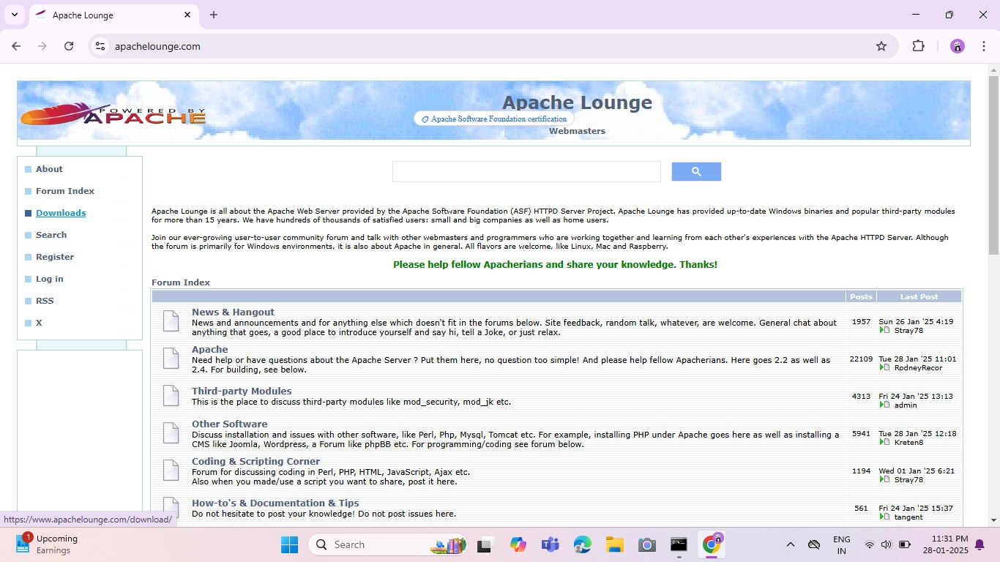 Apache Lounge
apachelounge.com
POWERED BY
APACHE
Apache Lounge
Apache Software Foundation certification
Webmasters
About
Forum Index
Downloads
Search
Register
Log in
RSS
X
Apache Lounge is all about the Apache Web Server provided by the Apache Software Foundation (ASF) HTTPD Server Project. Apache Lounge has provided up-to-date Windows binaries and popular third-party modules
for more than 15 years. We have hundreds of thousands of satisfied users: small and big companies as well as home users.
Join our ever-growing user-to-user community forum and talk with other webmasters and programmers who are working together and learning from each other's experiences with the Apache HTTPD Server. Although
the forum is primarily for Windows environments, it is also about Apache in general. All flavors are welcome, like Linux, Mac and Raspberry.
Please help fellow Apacherians and share your knowledge. Thanks!
Forum Index
Posts Last Post
News & Hangout
News and announcements and for anything else which doesn't fit in the forums below. Site feedback, random talk, whatever, are welcome. General chat about
anything that goes, a good place to introduce yourself and say hi, tell a Joke, or just relax.
1957 Sun 26 Jan '25 4:19
Stray78
Apache
Need help or have questions about the Apache Server ? Put them here, no question too simple! And please help fellow Apacherians. Here goes 2.2 as well as
2.4. For building, see below.
22109 Tue 28 Jan '25 11:01
RodneyRecor
Third-party Modules
This is the place to discuss third-party modules like mod_security, mod_jk etc.
4313 Fri 24 Jan '25 13:13
admin
Other Software
Discuss installation and issues with other software, like Perl, Php, Mysql, Tomcat etc. For example, installing PHP under Apache goes here as well as installing a
CMS like Joomla, Wordpress, a Forum like phpBB etc. For programming/coding see forum below.
5941 Tue 28 Jan '25 12:18
Kreten8
Coding & Scripting Corner
Forum for discussing coding in Perl, PHP, HTML, JavaScript, Ajax etc.
Also when you made/use a script you want to share, post it here.
1194 Wed 01 Jan '25 6:21
Stray78
How-to's & Documentation & Tips
Do not hesitate to post your knowledge! Do not post issues here.
561 Fri 24 Jan '25 15:37
tangent
https://www.apachelounge.com/download/
1
Upcoming
Earnings
Search
ENG
IN
11:31 PM
28-01-2025